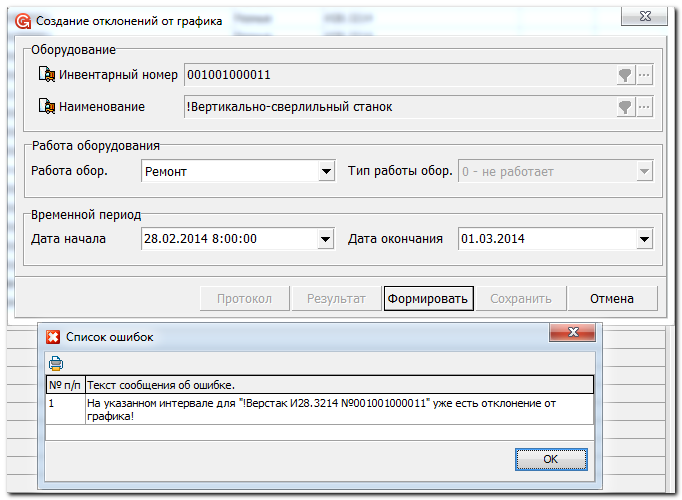 Создание отклонений от графика
Оборудование
Инвентарный номер 001001000011
Наименование !Вертикально-сверлильный станок
Работа оборудования
Работа обор. Ремонт Тип работы обор. 0 - не работает
Временной период
Дата начала 28.02.2014 8:00:00 Дата окончания 01.03.2014
Протокол Результат Формировать Сохранить Отмена
Список ошибок
№ п/п Текст сообщения об ошибке.
1 На указанном интервале для "!Верстак И28.3214 №001001000011" уже есть отклонение от
графика!
OK